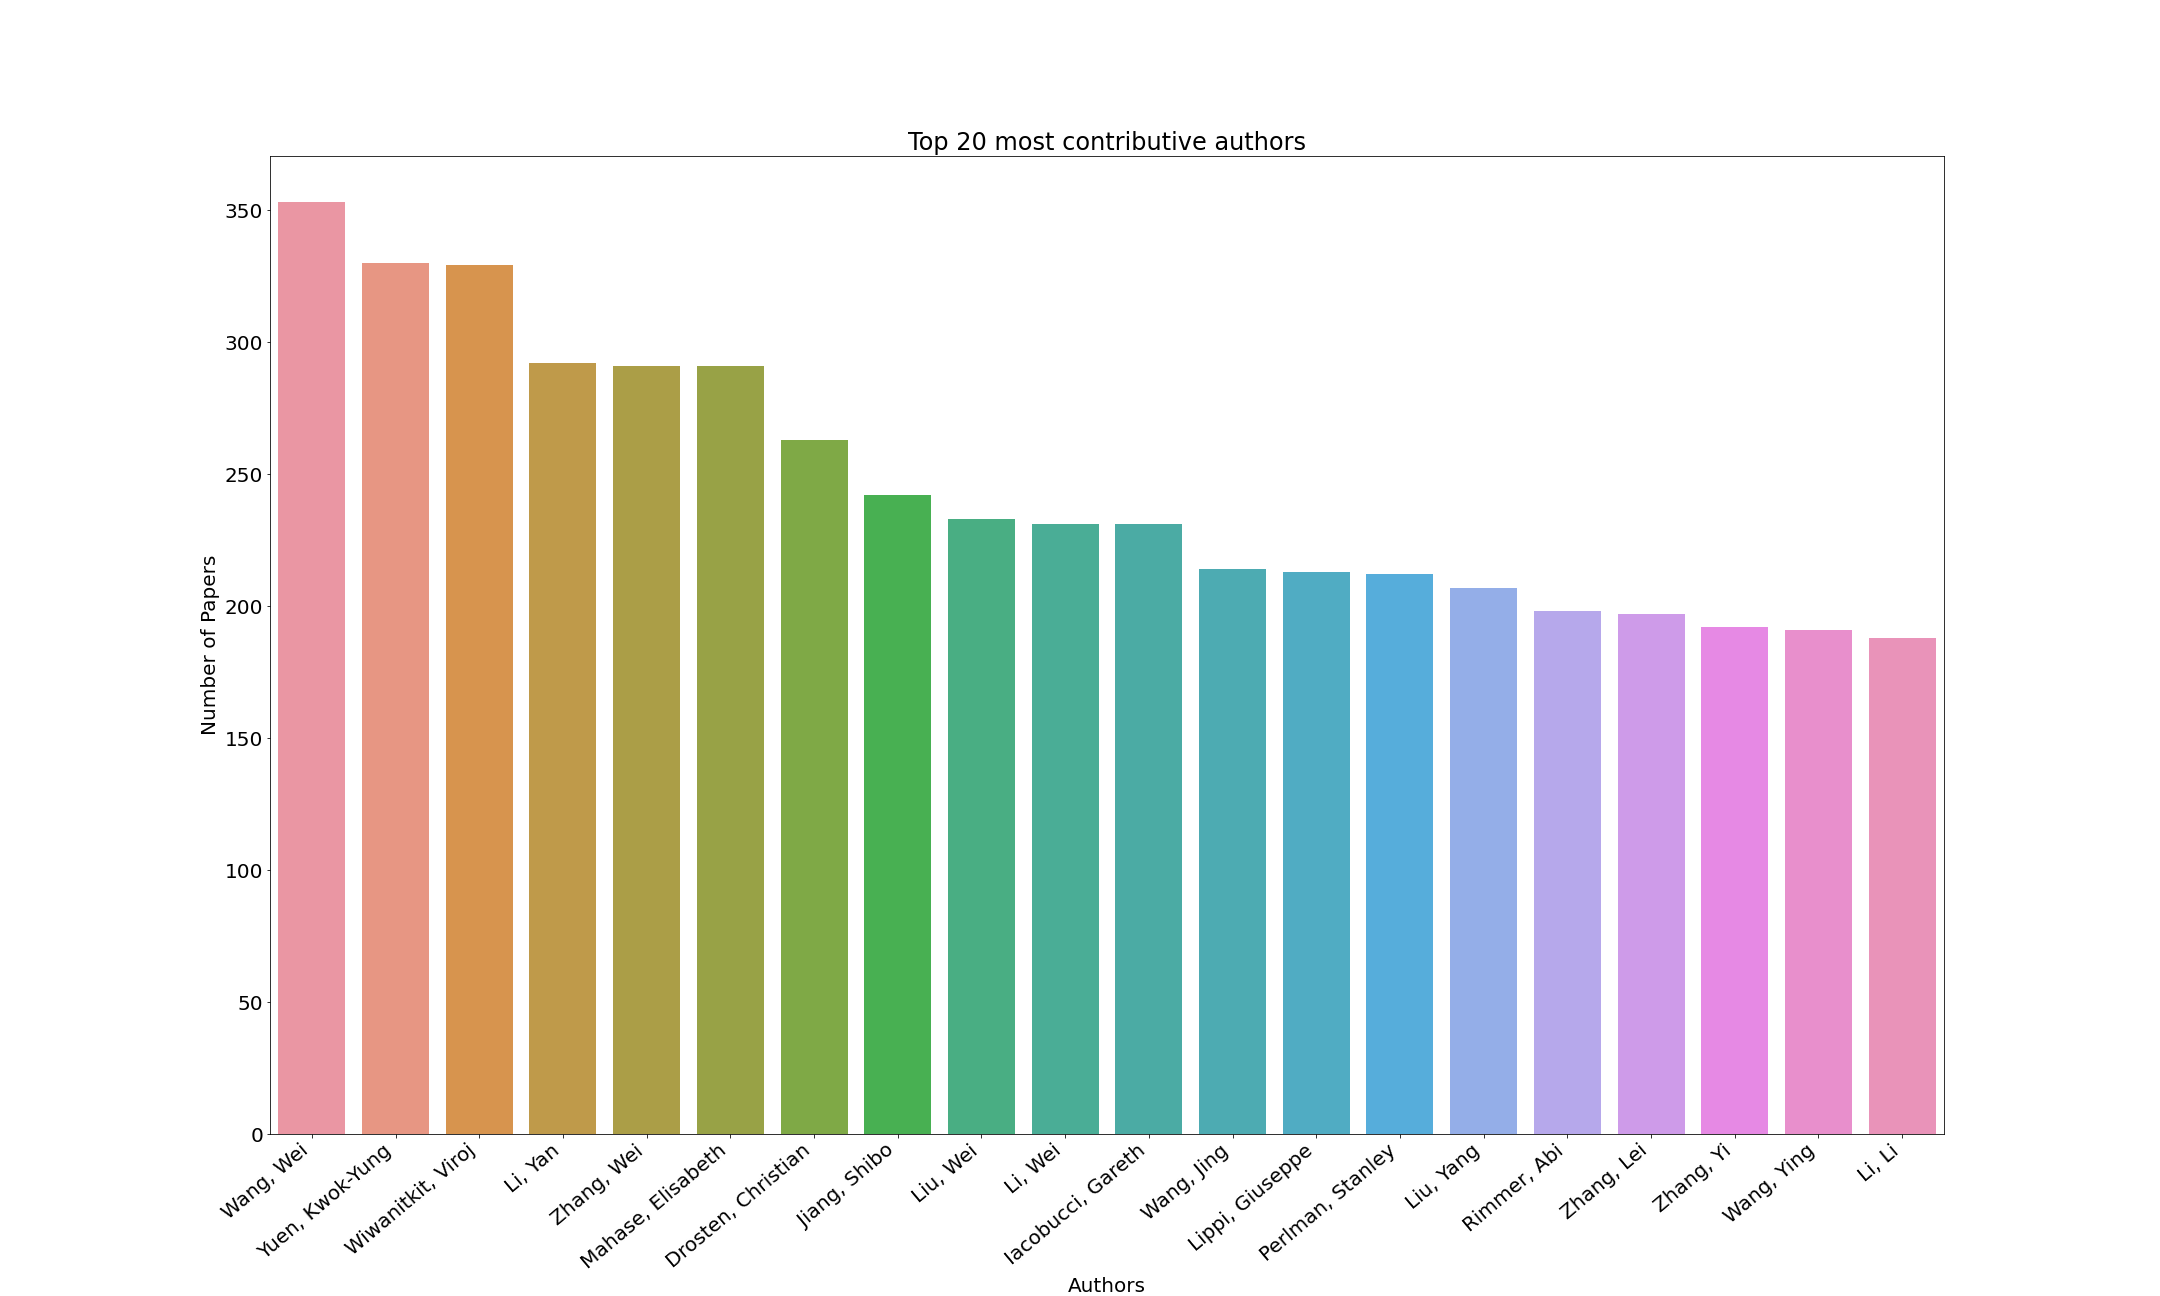 Top 20 most contributive authors
350
300
250
200
150
100
50
0
Number of Papers
Wang, Wei
Yuen, Kwok-Yung
Wiwanitkit, Viroj
Li, Yan
Zhang, Wei
Mahase, Elisabeth
Drosten, Christian
Jiang, Shibo
Liu, Wei
Li, Wei
Iacobucci, Gareth
Wang, Jing
Lippi, Giuseppe
Perlman, Stanley
Liu, Yang
Rimmer, Abi
Zhang, Lei
Zhang, Yi
Wang, Ying
Li, Li
Authors